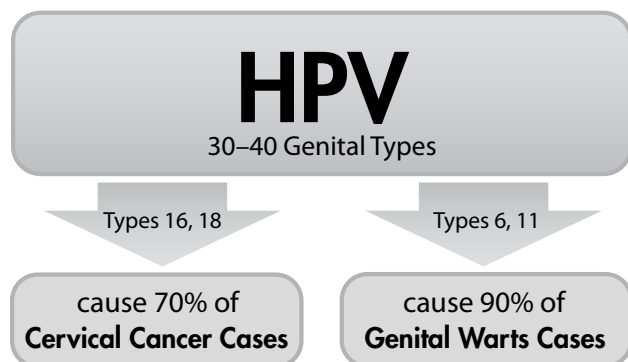 HPV
30–40 Genital Types
Types 16, 18
Types 6, 11
cause 70% of
Cervical Cancer Cases
cause 90% of
Genital Warts Cases